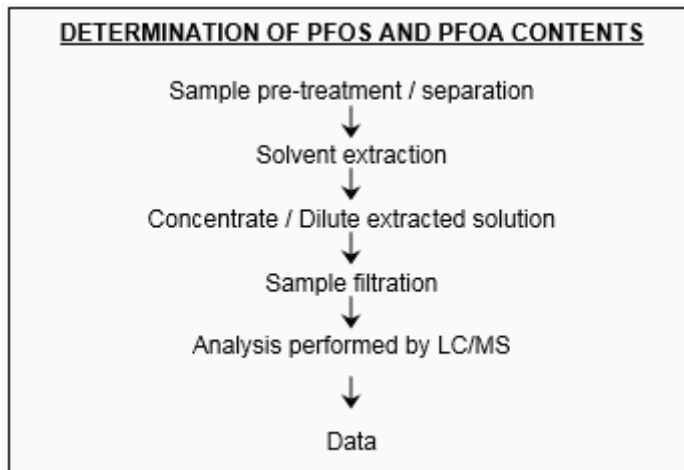 DETERMINATION OF PFOS AND PFOA CONTENTS
Sample pre-treatment / separation
Solvent extraction
Concentrate / Dilute extracted solution
Sample filtration
Analysis performed by LC/MS
Data